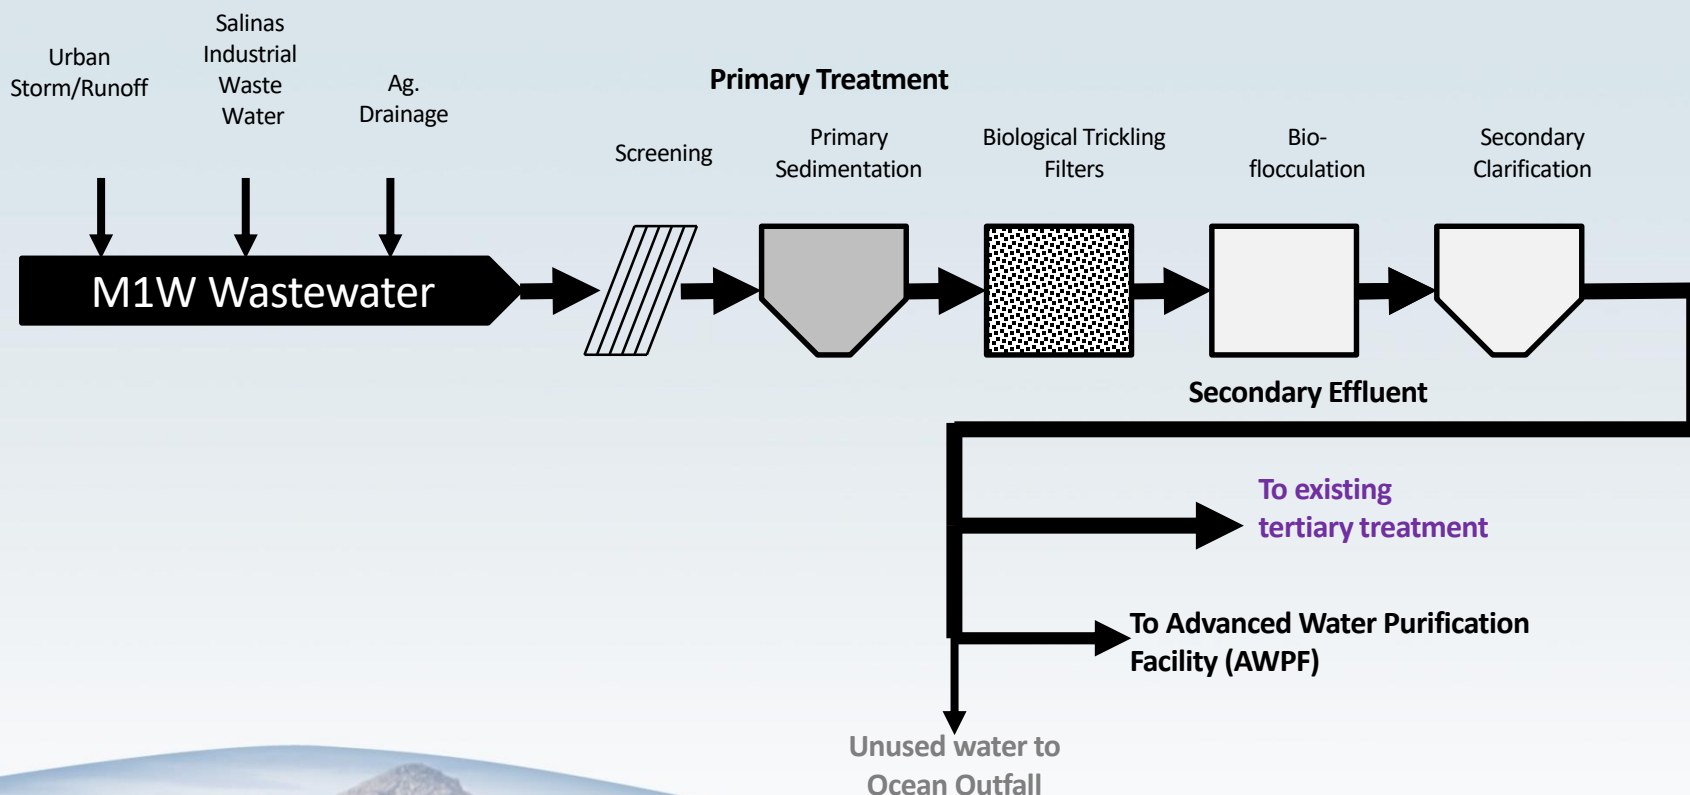 Urban
Storm/Runoff
Salinas
Industrial
Waste
Water
Ag.
Drainage
Primary Treatment
Screening
Primary
Sedimentation
Biological Trickling
Filters
Bio-
flocculation
Secondary
Clarification
M1W Wastewater
Secondary Effluent
To existing
tertiary treatment
To Advanced Water Purification
Facility (AWPF)
Unused water to
Ocean Outfall